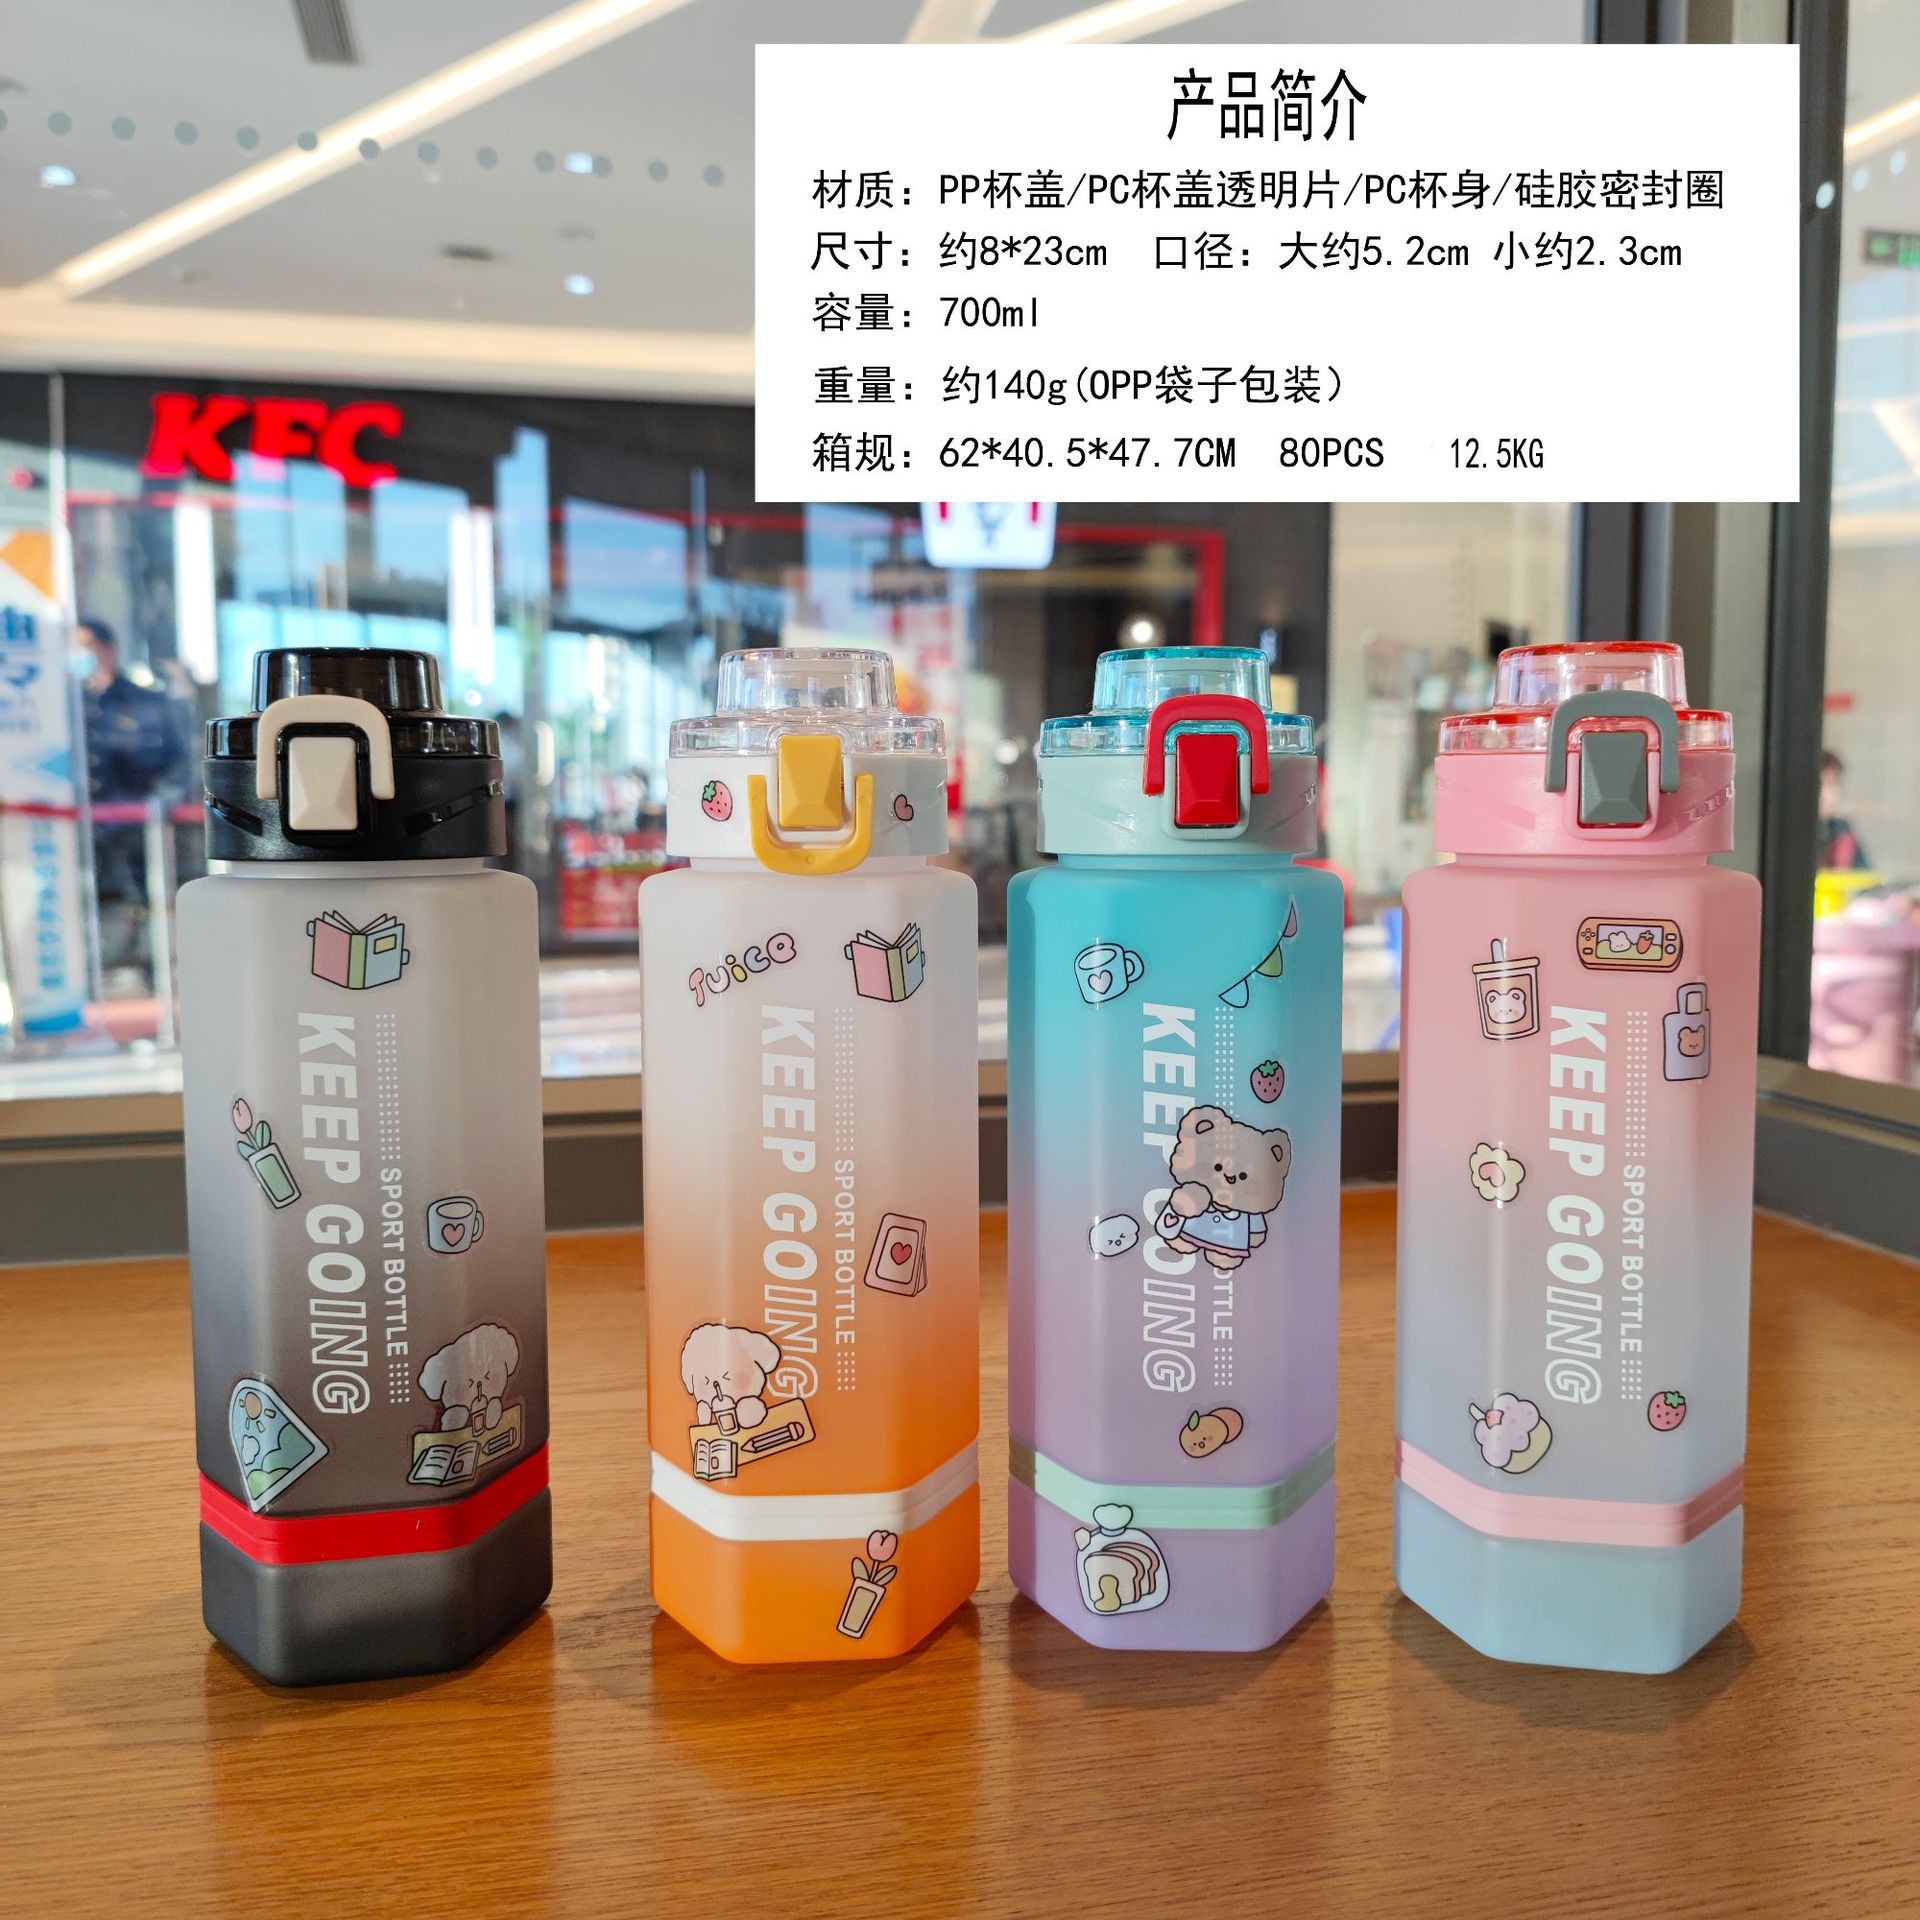 产品简介
材质：PP杯盖/PC杯盖透明片/PC杯身/硅胶密封圈
尺寸：约8*23cm 口径：大约5.2cm 小约2.3cm
容量：700ml
重量：约140g(OPP袋子包装）
箱规：62*40.5*47.7CM 80PCS 12.5KG
KFC
KEEP GOING
SPORT BOTTLE
Tuice
KEEP GOING
SPORT BOTTLE
KEEP GOING
KEEP GOING
SPORT BOTTLE